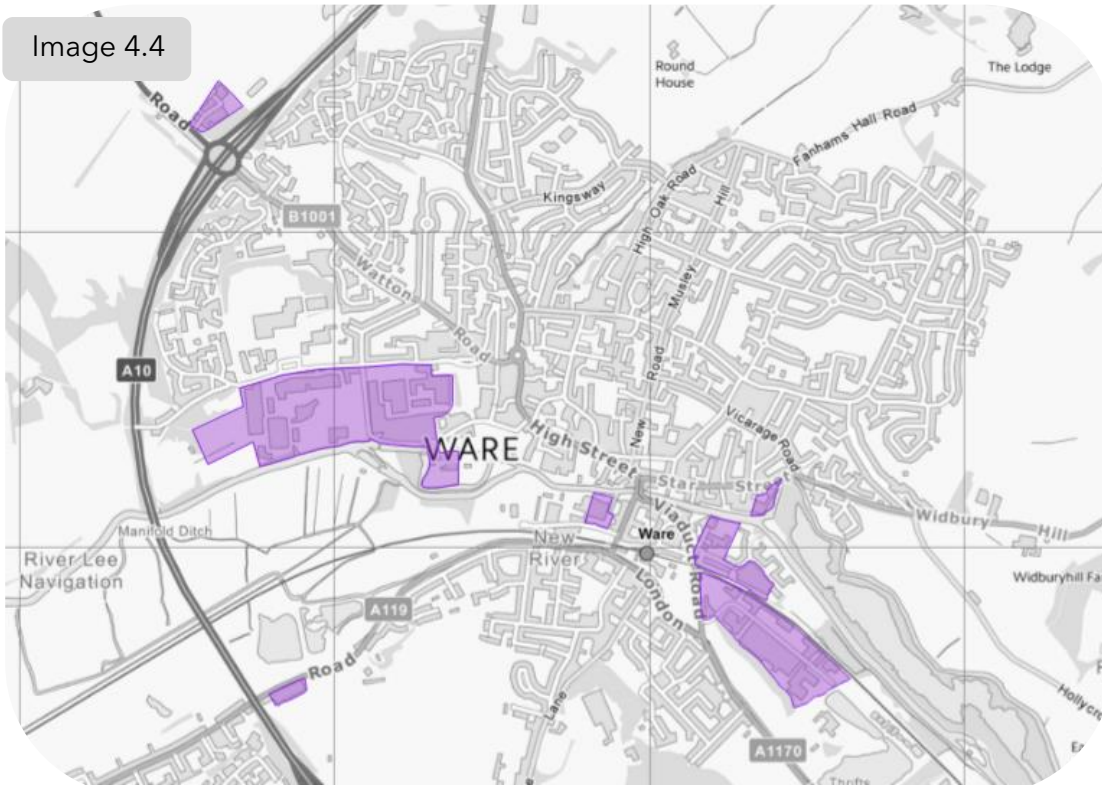 Image 4.4
Road
Round
House
The Lodge
Fanhams Hall Road
Kingsway
High Oak Road
Hill
B1001
Musley
Watton
Road
A10
Road
New
Vicarage Road
WARE
High Street
Star Street
Widbury Hill
Manifold Ditch
New
River
Ware
Viaduct Road
River Lee
Navigation
Widburyhill Fa
London
A119
Road
Lane
Hollycro
A1170
Thrifts